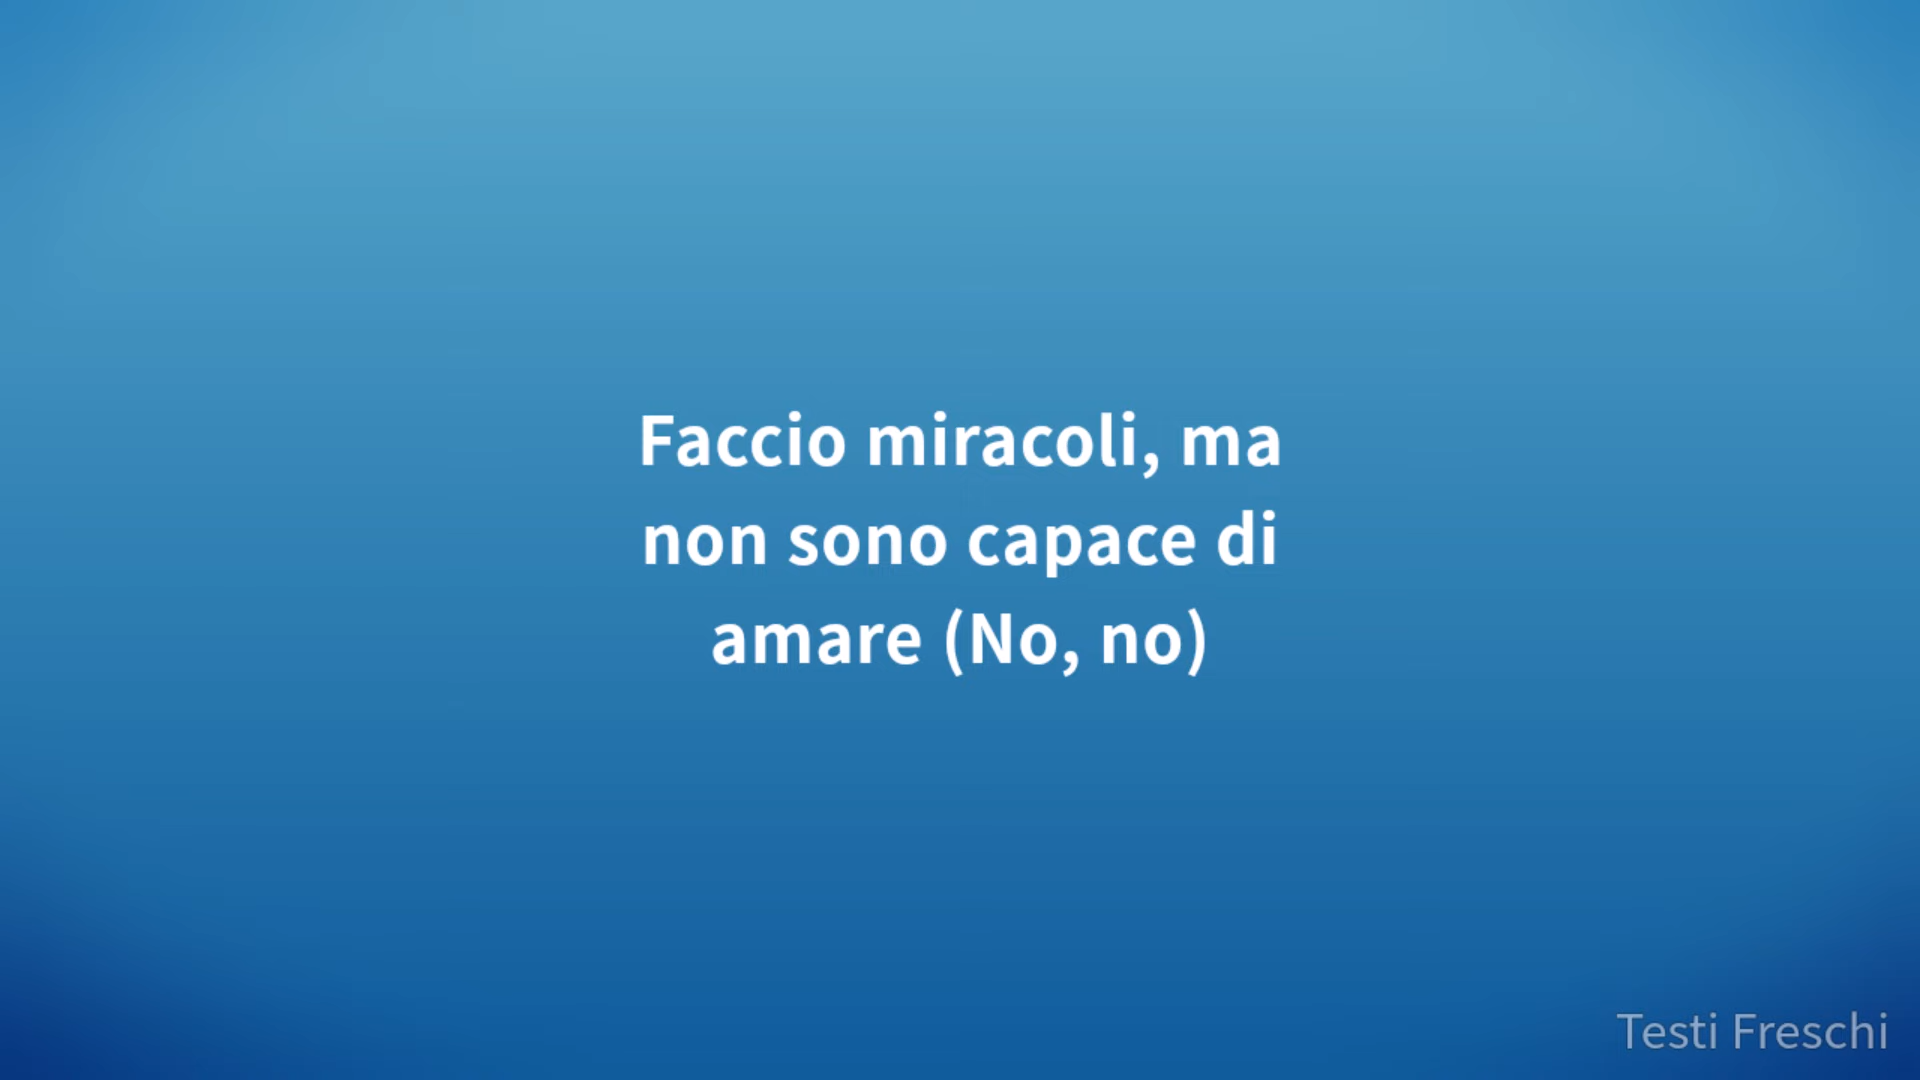 Faccio miracoli, ma
non sono capace di
amare (No, no)
Testi Freschi